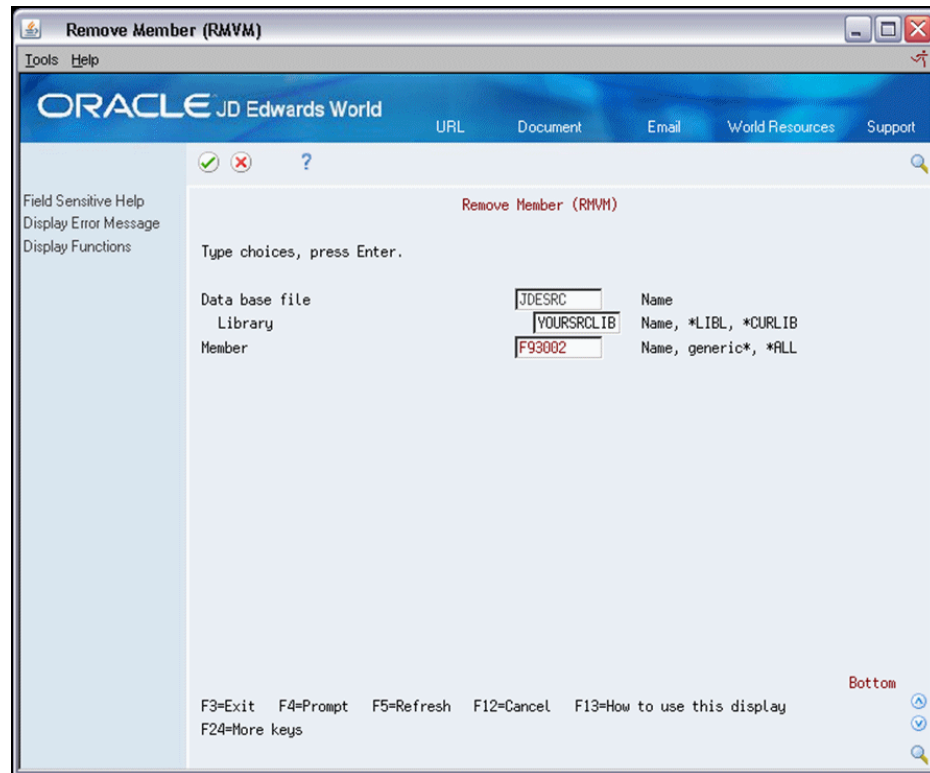 Remove Member (RMVM)
Tools Help
ORACLE JD Edwards World
URL Document Email World Resources Support
?
Field Sensitive Help
Display Error Message
Display Functions
Remove Member (RMVM)
Type choices, press Enter.
Data base file JDESRC Name
Library YOURSRCLIB Name, *LIBL, *CURLIB
Member F93002 Name, generic*, *ALL
Bottom
F3=Exit F4=Prompt F5=Refresh F12=Cancel F13=How to use this display
F24=More keys